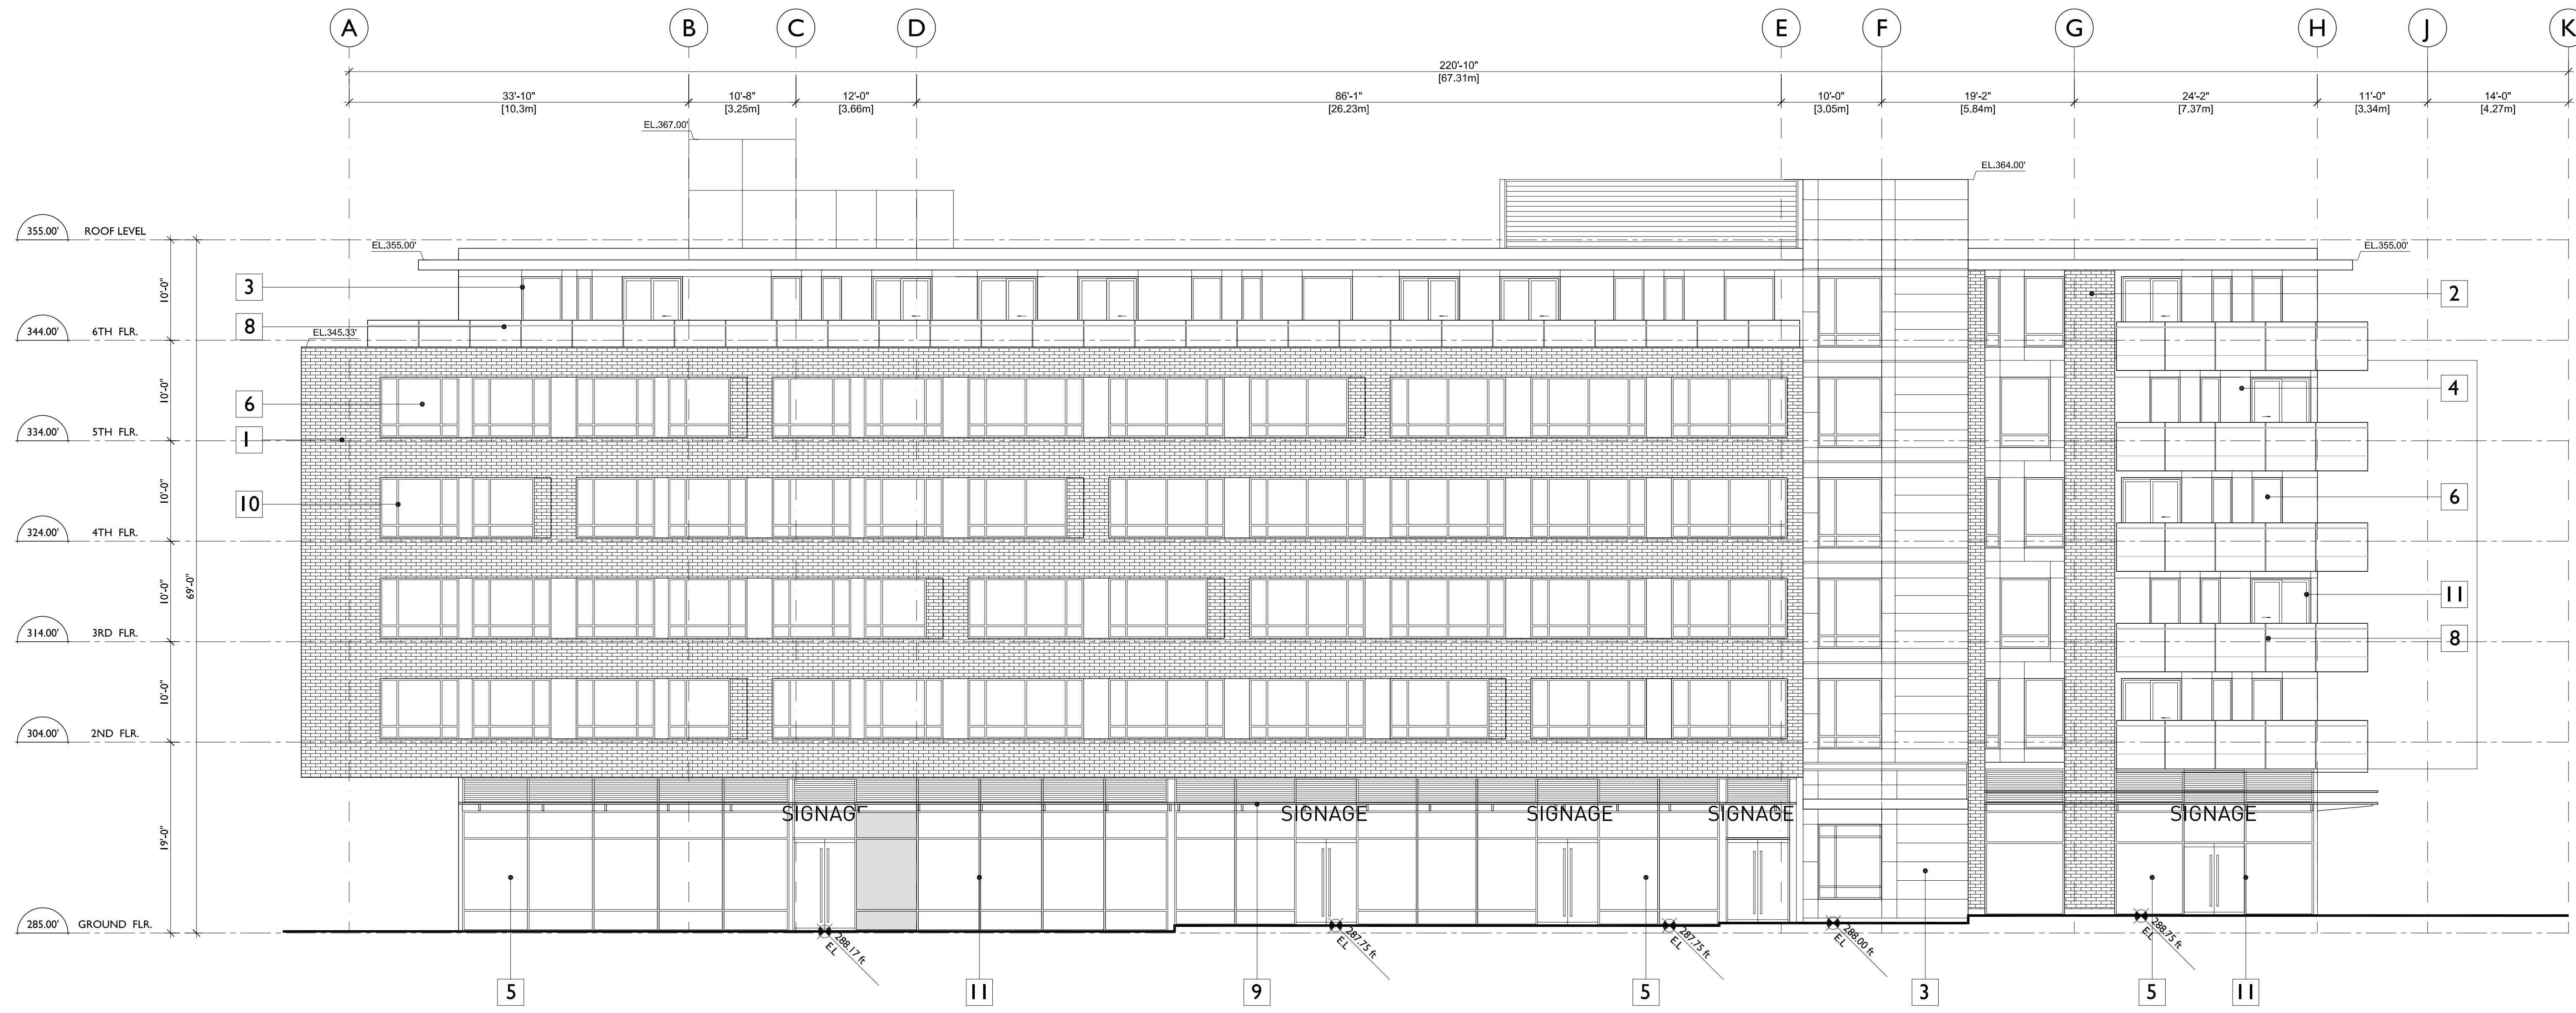 A B C D E F G H J K
220'-10"
[67.31m]
33'-10" 10'-8" 12'-0" 86'-1" 10'-0" 19'-2" 24'-2" 11'-0" 14'-0"
[10.3m] [3.25m] [3.66m] [26.23m] [3.05m] [5.84m] [7.37m] [3.34m] [4.27m]
EL.367.00'
EL.364.00'
355.00' ROOF LEVEL
EL.355.00' EL.355.00'
10'-0"
3 2
344.00' 6TH FLR.
8
EL.345.33'
10'-0"
4
6
334.00' 5TH FLR.
1
10'-0"
10 6
324.00' 4TH FLR.
10'-0"
69'-0"
11
314.00' 3RD FLR.
8
10'-0"
304.00' 2ND FLR.
19'-0"
SIGNAGE SIGNAGE SIGNAGE SIGNAGE SIGNAGE
285.00' GROUND FLR.
288.17 ft
E.L
287.75 ft
E.L
287.75 ft
E.L
288.00 ft
E.L
288.75 ft
E.L
5 11 9 5 3 5 11